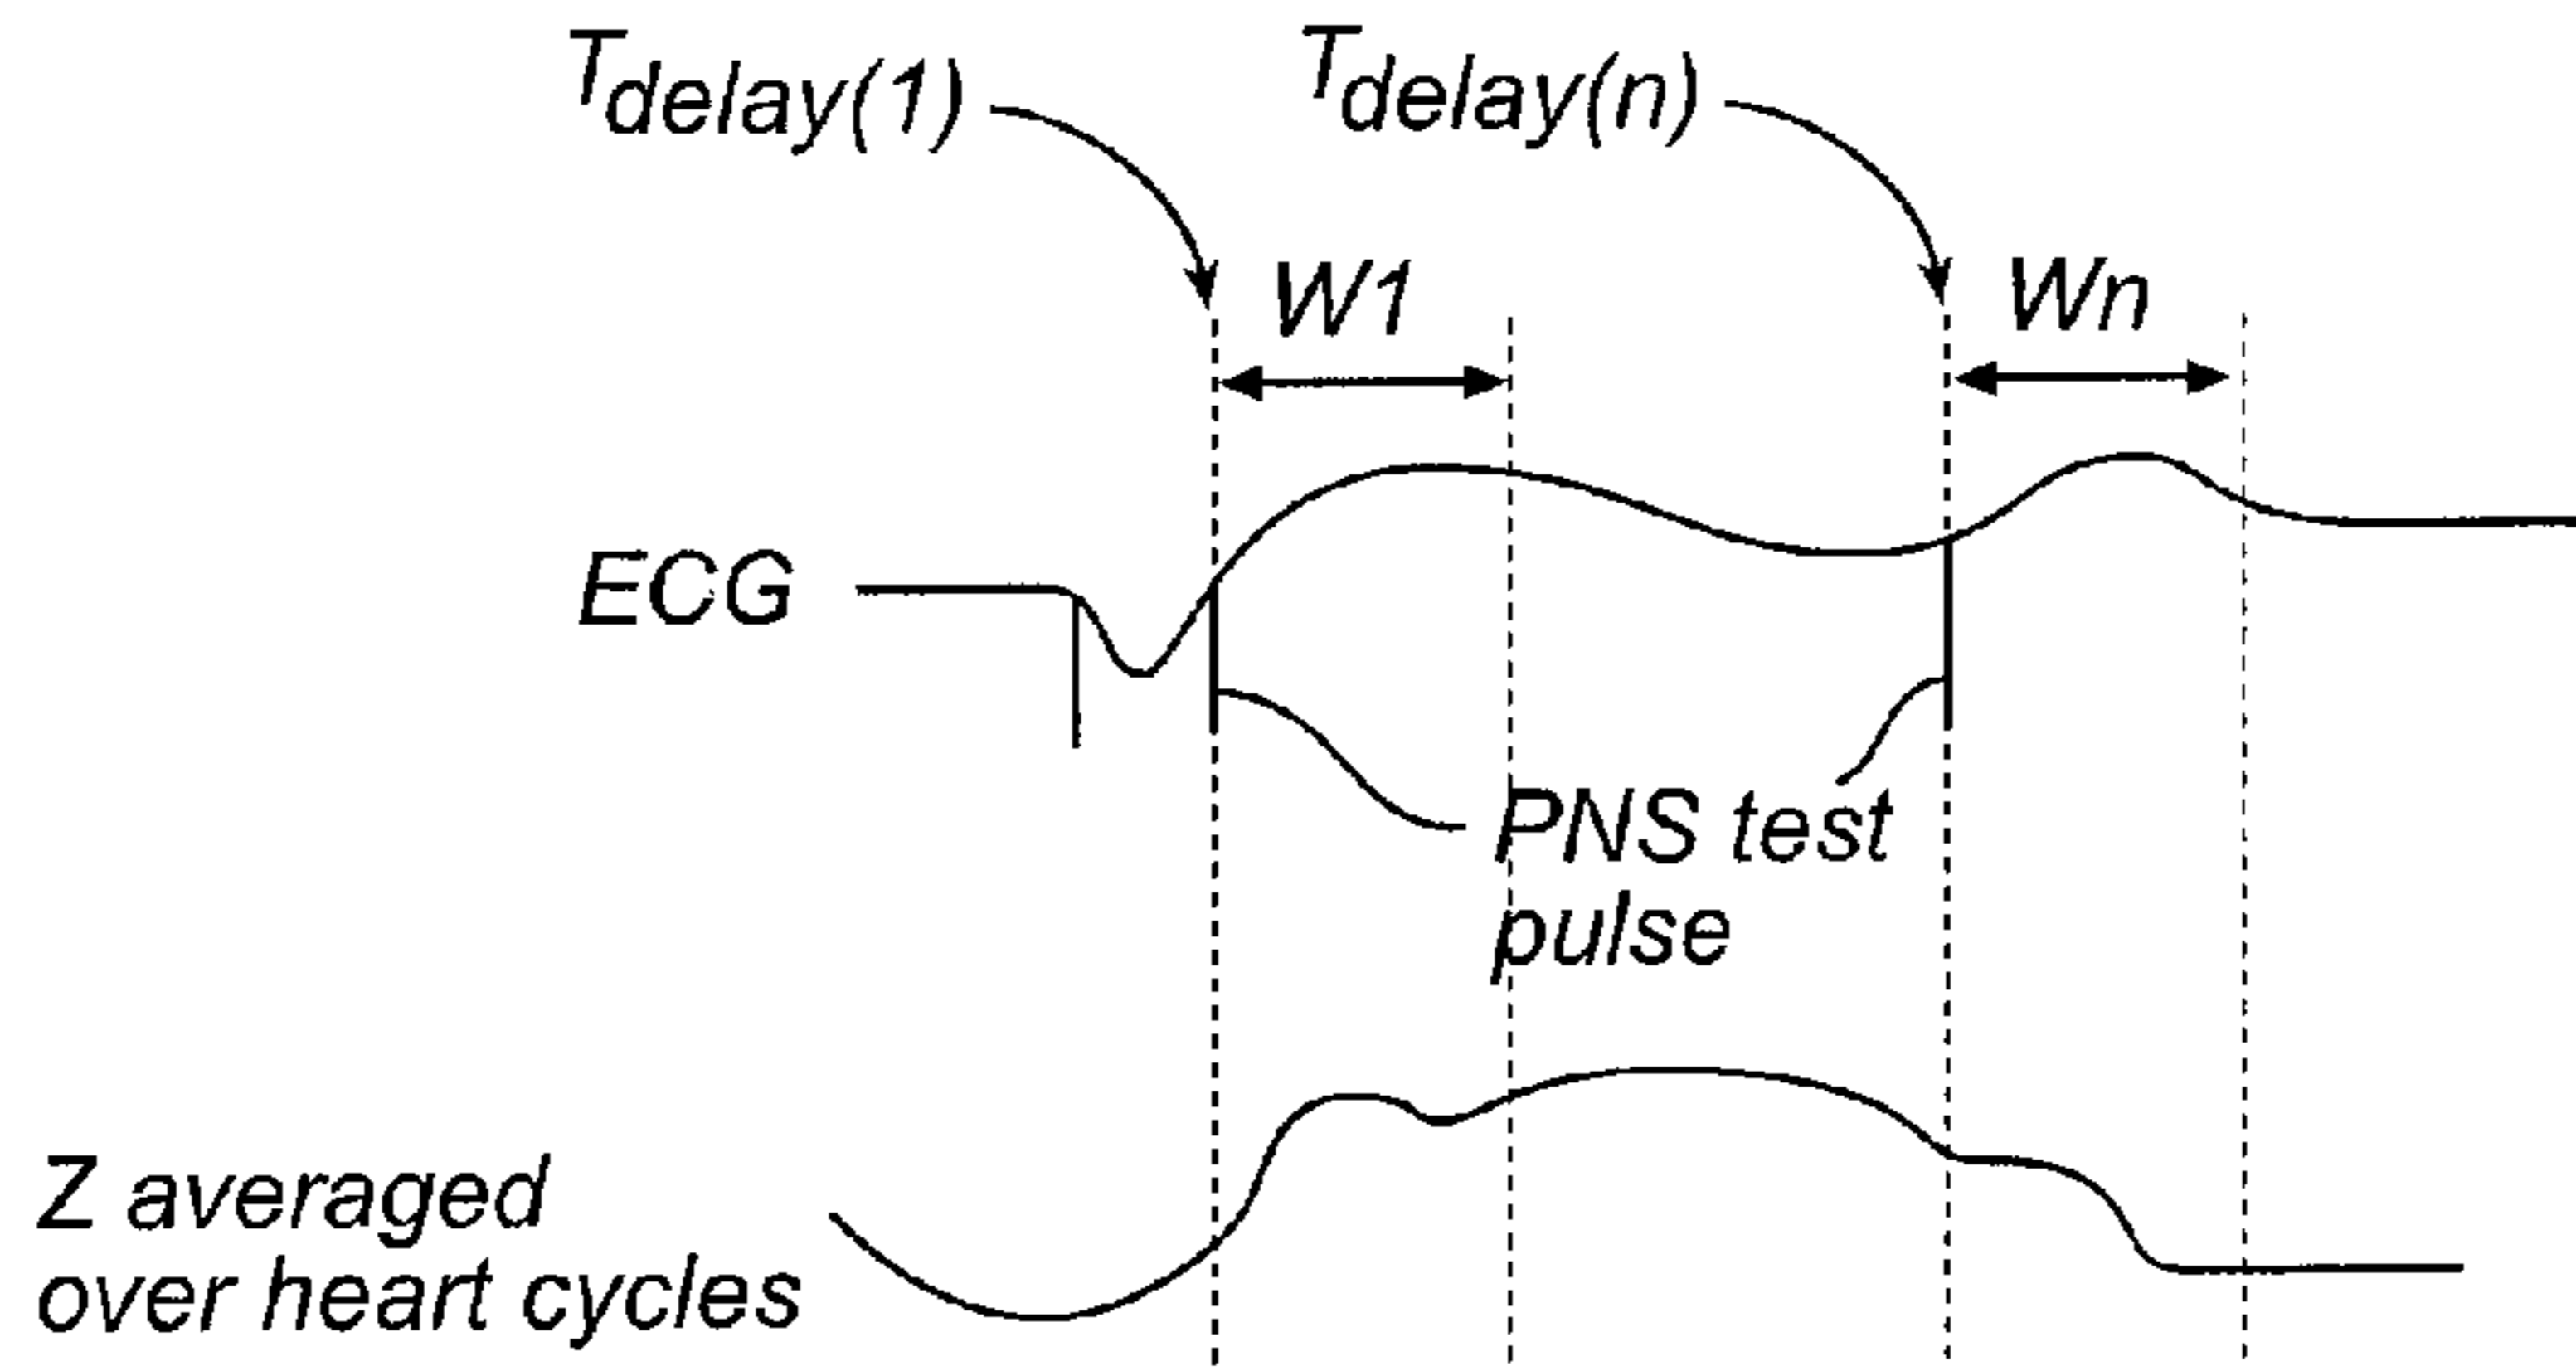 Tdelay(1) Tdelay(n)
W1 Wn
ECG
PNS test
pulse
Z averaged
over heart cycles